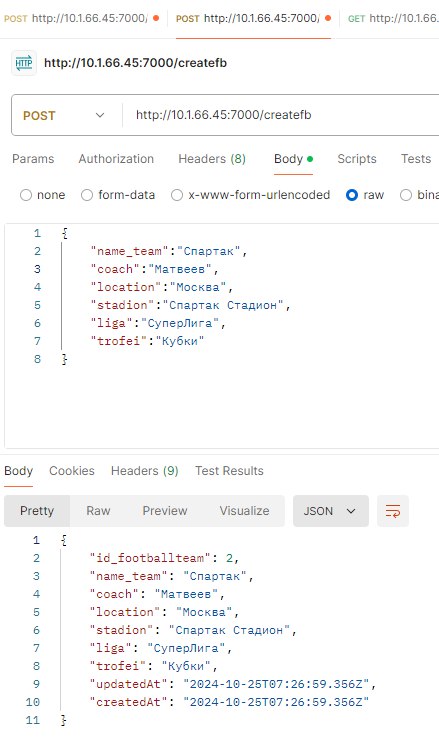 POST http://10.1.66.45:7000/ POST http://10.1.66.45:7000/ GET http://10.1.66.45:7000
HTTP http://10.1.66.45:7000/createfb
POST http://10.1.66.45:7000/createfb
Params Authorization Headers (8) Body Scripts Tests
none form-data x-www-form-urlencoded raw bina
1 {
2 "name_team":"Спартак",
3 "coach":"Матвеев",
4 "location":"Москва",
5 "stadion":"Спартак Стадион",
6 "liga":"СуперЛига",
7 "trofei":"Кубки"
8 }
Body Cookies Headers (9) Test Results
Pretty Raw Preview Visualize JSON
1 {
2 "id_footballteam": 2,
3 "name_team": "Спартак",
4 "coach": "Матвеев",
5 "location": "Москва",
6 "stadion": "Спартак Стадион",
7 "liga": "СуперЛига",
8 "trofei": "Кубки",
9 "updatedAt": "2024-10-25T07:26:59.356Z",
10 "createdAt": "2024-10-25T07:26:59.356Z"
11 }